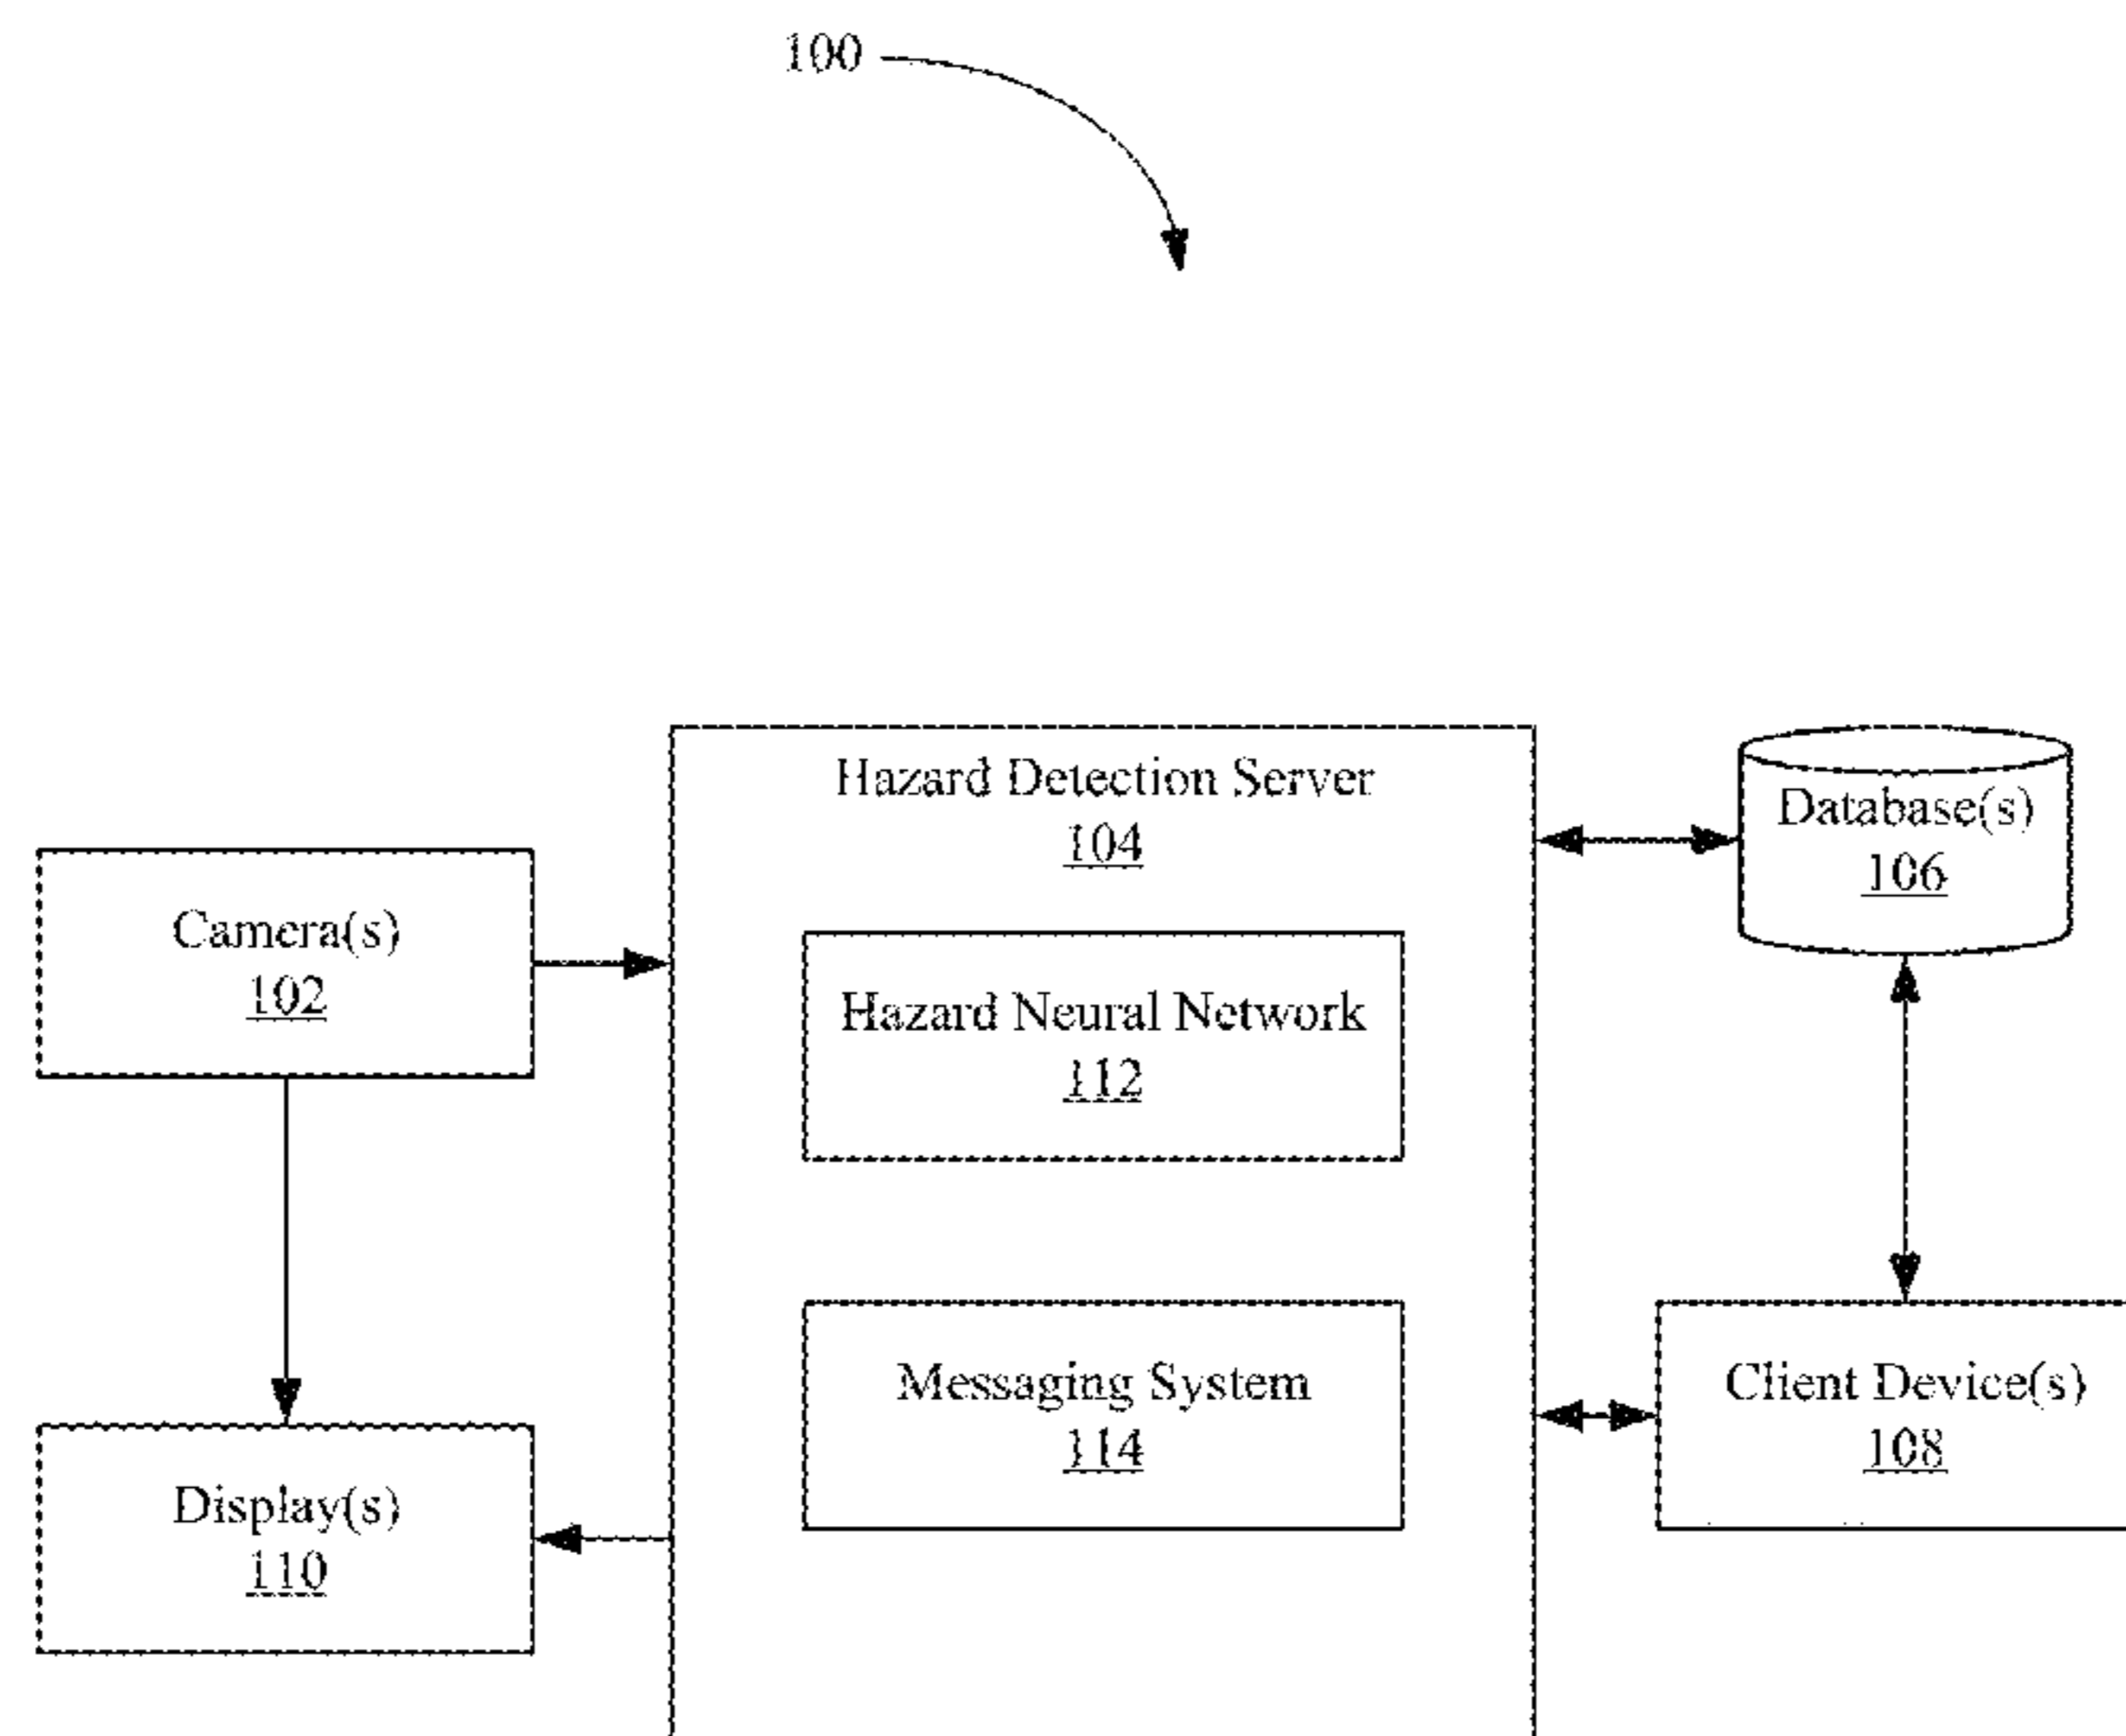 100
Hazard Detection Server
104
Database(s)
106
Camera(s)
102
Hazard Neural Network
112
Messaging System
114
Client Device(s)
108
Display(s)
110